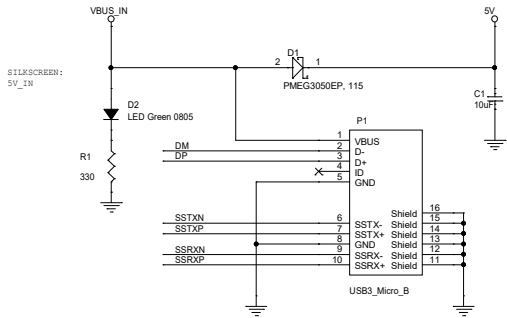 VBUS_IN
5V
D1
2
1
PMEG3050EP, 115
SILKSCREEN:
5V_IN
D2
LED Green 0805
C1
10uF
R1
330
P1
1
VBUS
DM
2
D-
DP
3
D+
4
ID
5
GND
Shield
16
SSTXN
6
SSTX-
Shield
15
SSTXP
7
SSTX+
Shield
14
8
GND
Shield
13
SSRXN
9
SSRX-
Shield
12
SSRXP
10
SSRX+
Shield
11
USB3_Micro_B